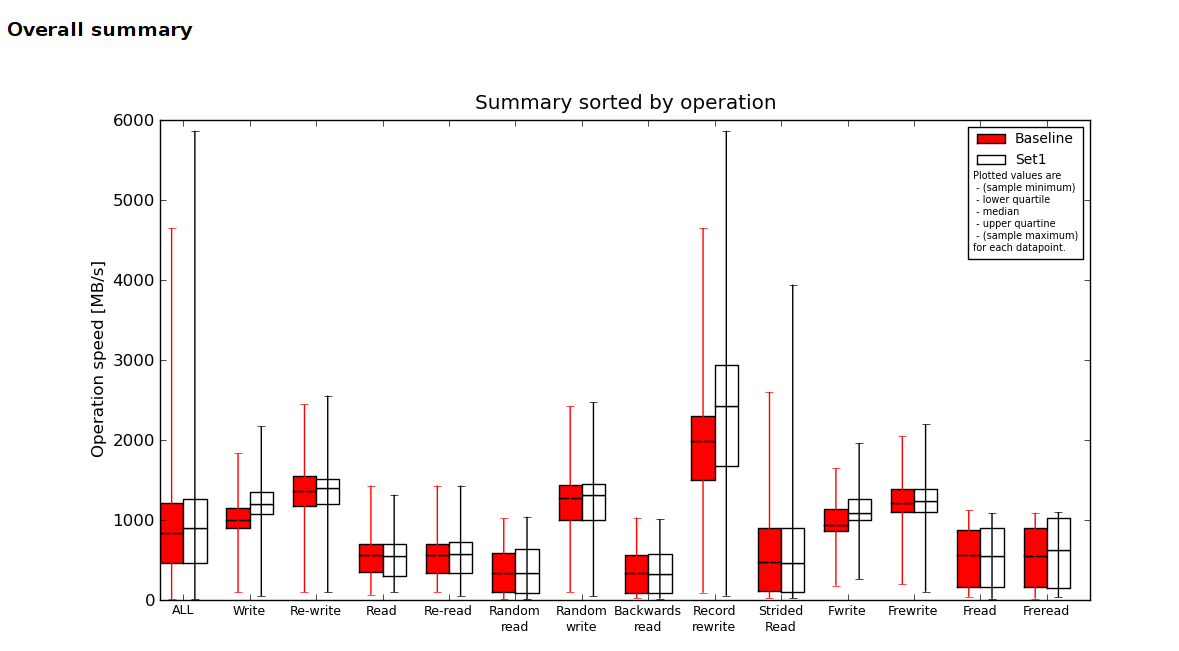 Overall summary
Summary sorted by operation
6000
5000
4000
3000
2000
1000
0
Operation speed [MB/s]
Baseline
Set1
Plotted values are
- (sample minimum)
- lower quartile
- median
- upper quartine
- (sample maximum)
for each datapoint.
ALL
Write
Re-write
Read
Re-read
Random
read
Random
write
Backwards
read
Record
rewrite
Strided
Read
Fwrite
Frewrite
Fread
Freread